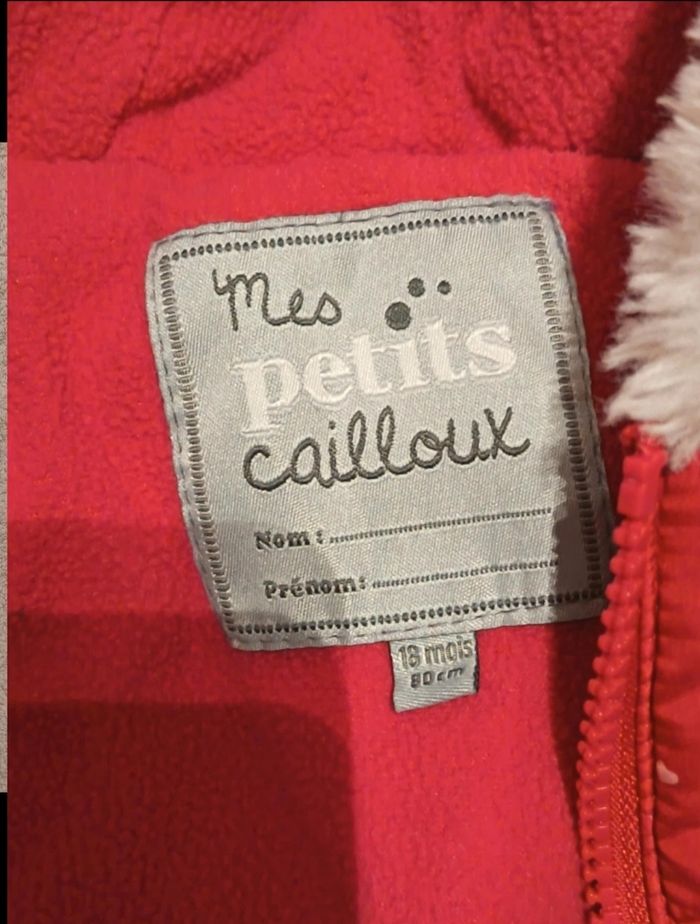 Mes
petits
cailloux
Nom :
Prénom :
18 mois
80 cm